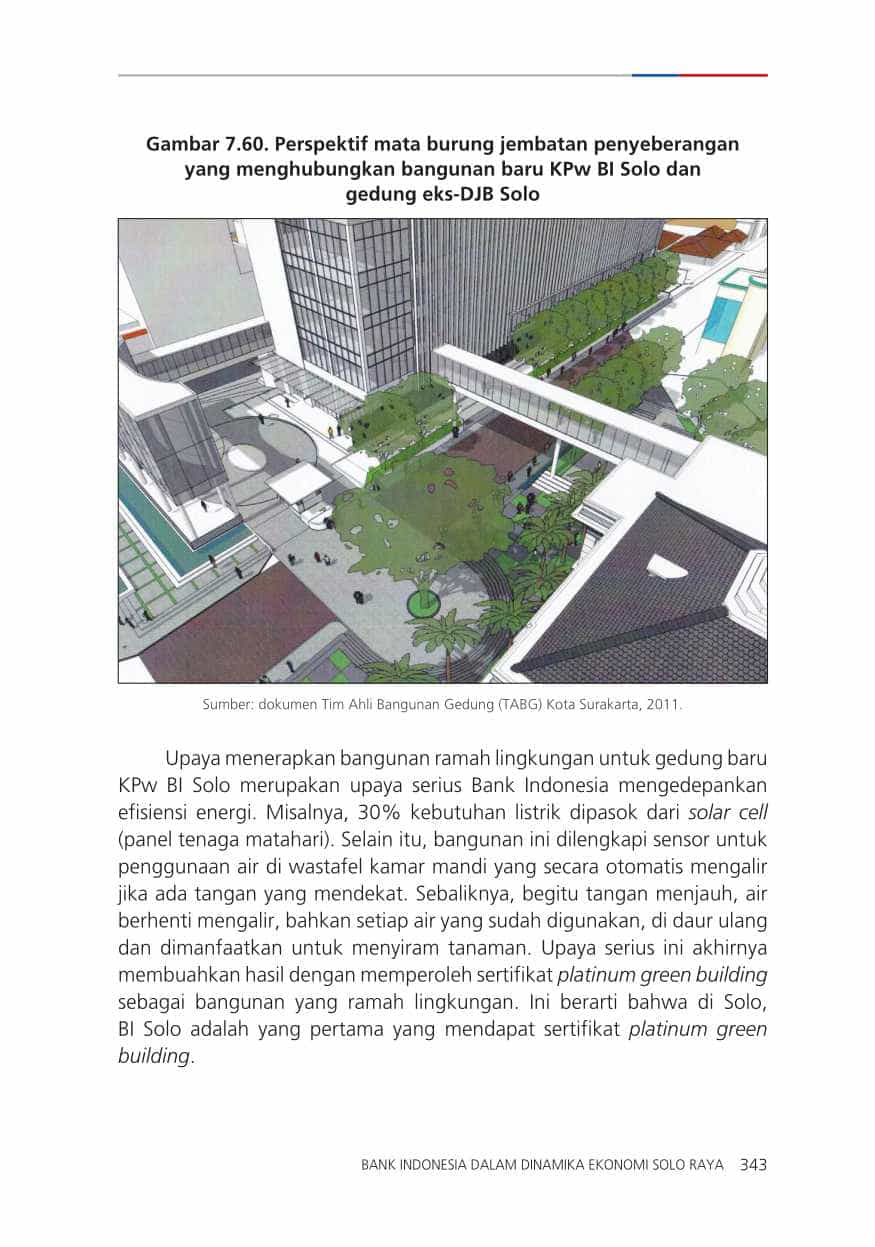 Gambar 7.60. Perspektif mata burung jembatan penyeberangan
yang menghubungkan bangunan baru KPw BI Solo dan
gedung eks-DJB Solo
Sumber: dokumen Tim Ahli Bangunan Gedung (TABG) Kota Surakarta, 2011.
Upaya menerapkan bangunan ramah lingkungan untuk gedung baru
KPw BI Solo merupakan upaya serius Bank Indonesia mengedepankan
efisiensi energi. Misalnya, 30% kebutuhan listrik dipasok dari solar cell
(panel tenaga matahari). Selain itu, bangunan ini dilengkapi sensor untuk
penggunaan air di wastafel kamar mandi yang secara otomatis mengalir
jika ada tangan yang mendekat. Sebaliknya, begitu tangan menjauh, air
berhenti mengalir, bahkan setiap air yang sudah digunakan, di daur ulang
dan dimanfaatkan untuk menyiram tanaman. Upaya serius ini akhirnya
membuahkan hasil dengan memperoleh sertifikat platinum green building
sebagai bangunan yang ramah lingkungan. Ini berarti bahwa di Solo,
BI Solo adalah yang pertama yang mendapat sertifikat platinum green
building.
BANK INDONESIA DALAM DINAMIKA EKONOMI SOLO RAYA 343